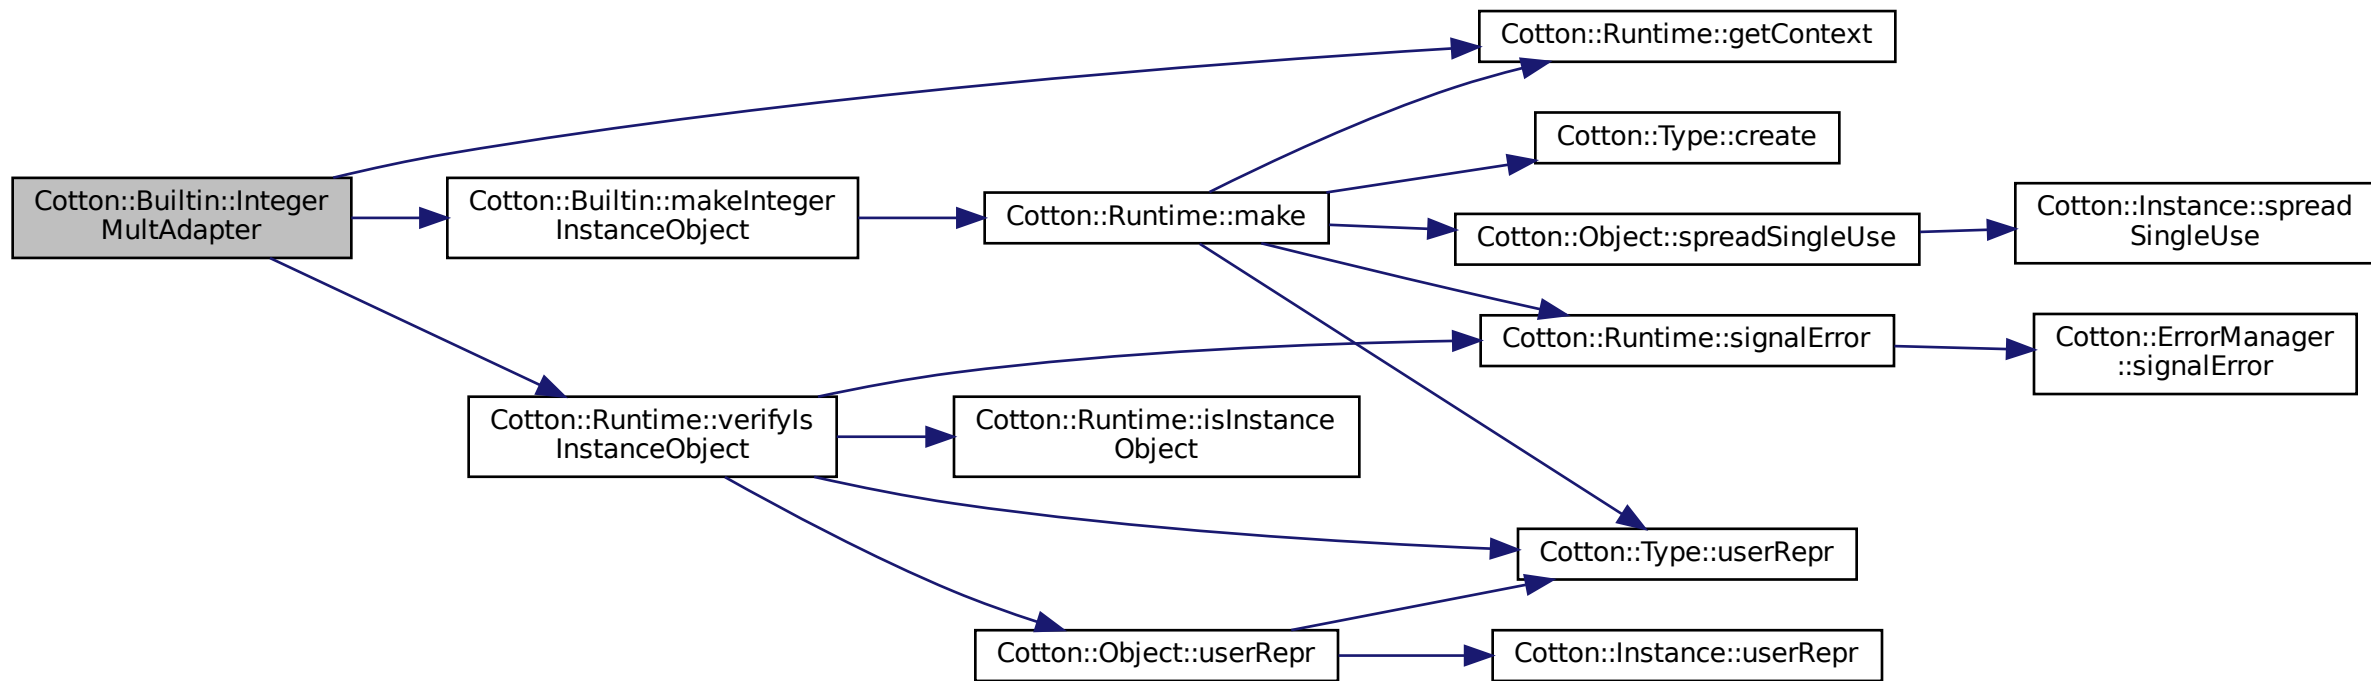 Cotton::Builtin::Integer
MultAdapter
Cotton::Builtin::makeInteger
InstanceObject
Cotton::Runtime::make
Cotton::Runtime::getContext
Cotton::Type::create
Cotton::Object::spreadSingleUse
Cotton::Instance::spread
SingleUse
Cotton::Runtime::signalError
Cotton::ErrorManager
::signalError
Cotton::Runtime::verifyIs
InstanceObject
Cotton::Runtime::isInstance
Object
Cotton::Type::userRepr
Cotton::Object::userRepr
Cotton::Instance::userRepr